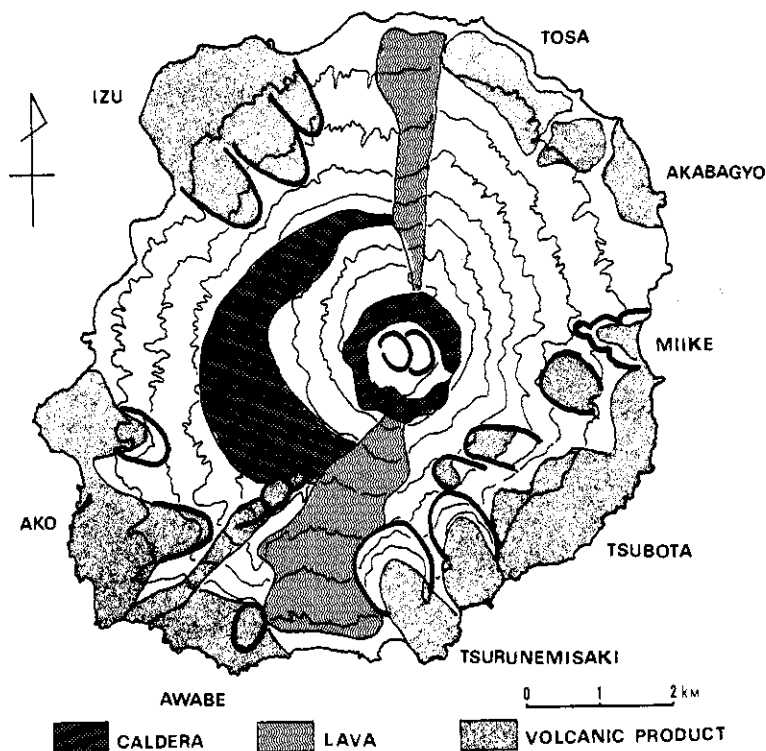 TOSA
IZU
AKABAGYO
MIIKE
AKO
TSUBOTA
TSURUNEMISAKI
AWABE
0 1 2 KM
CALDERA LAVA VOLCANIC PRODUCT